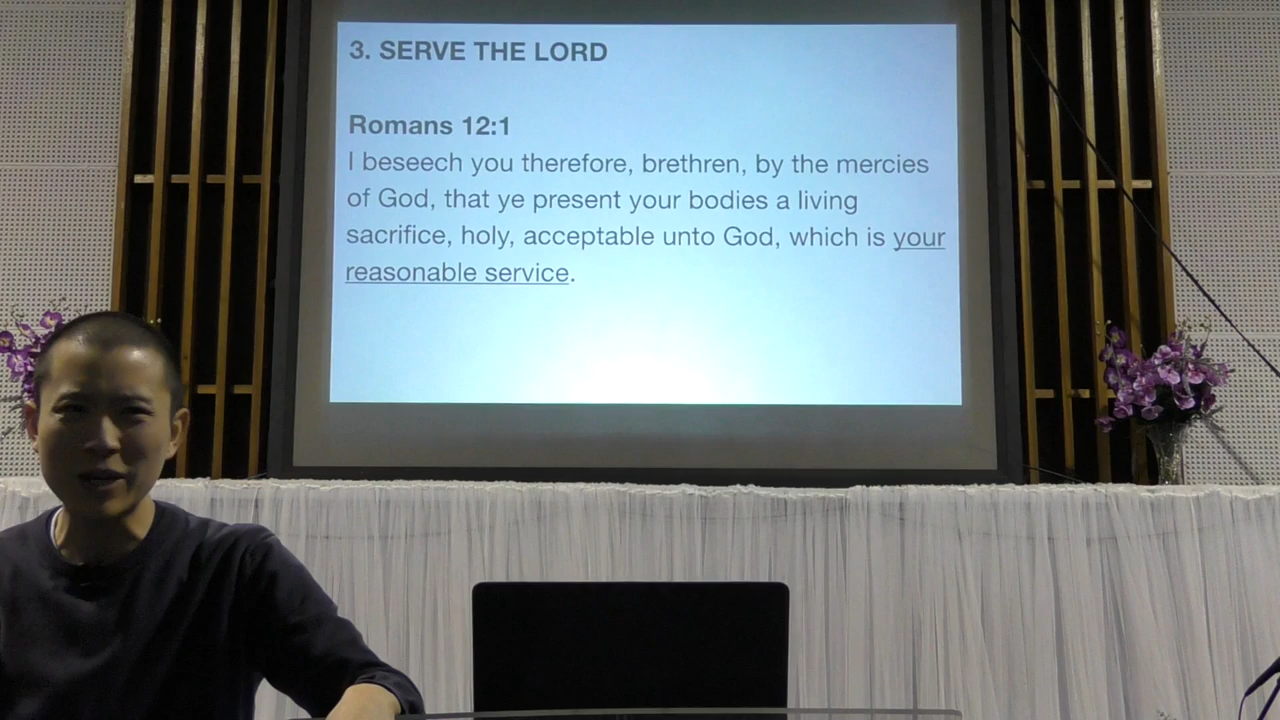 3. SERVE THE LORD
Romans 12:1
I beseech you therefore, brethren, by the mercies
of God, that ye present your bodies a living
sacrifice, holy, acceptable unto God, which is your
reasonable service.